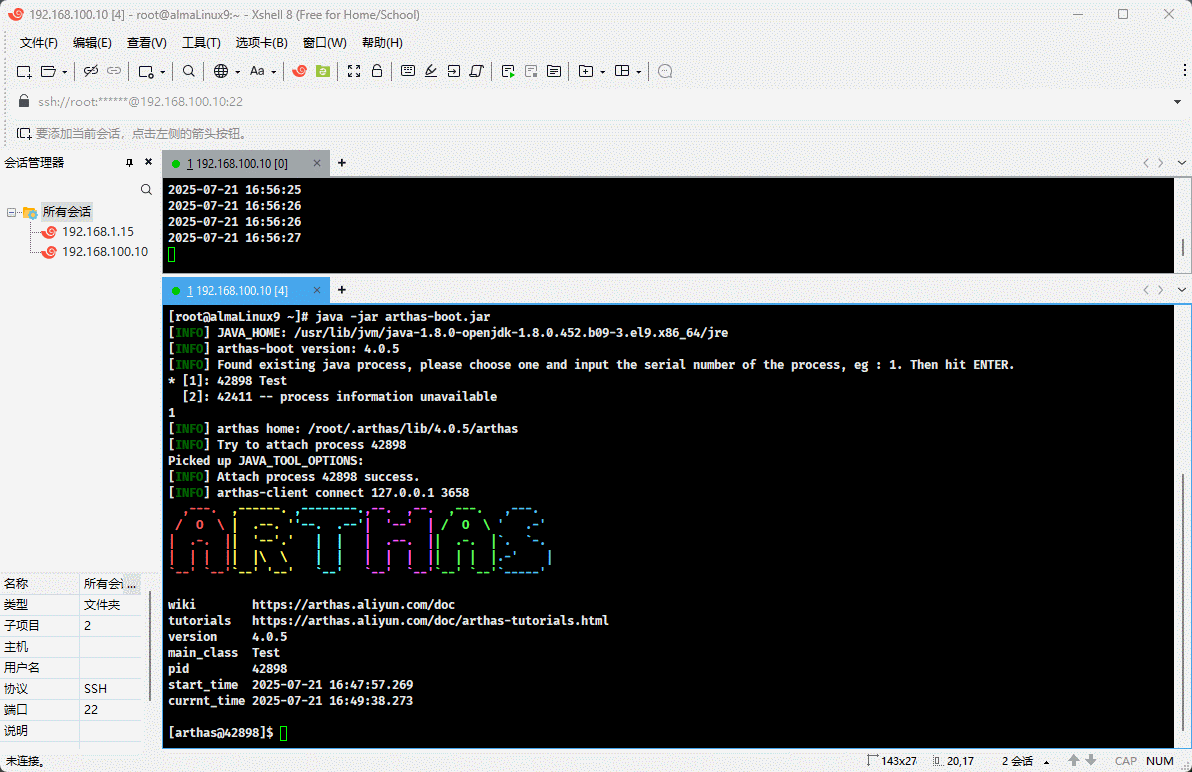 192.168.100.10 [4] - root@almaLinux9:~ - Xshell 8 (Free for Home/School)
文件(F) 编辑(E) 查看(V) 工具(T) 选项卡(B) 窗口(W) 帮助(H)
Aa
ssh://root:******@192.168.100.10:22
要添加当前会话，点击左侧的箭头按钮。
会话管理器
所有会话
192.168.1.15
192.168.100.10
名称 所有会话 ...
类型 文件夹
子项目 2
主机
用户名
协议 SSH
端口 22
说明
1 192.168.100.10 [0] × +
2025-07-21 16:56:25
2025-07-21 16:56:26
2025-07-21 16:56:26
2025-07-21 16:56:27
1 192.168.100.10 [4] × +
[root@almaLinux9 ~]# java -jar arthas-boot.jar
[INFO] JAVA_HOME: /usr/lib/jvm/java-1.8.0-openjdk-1.8.0.452.b09-3.el9.x86_64/jre
[INFO] arthas-boot version: 4.0.5
[INFO] Found existing java process, please choose one and input the serial number of the process, eg : 1. Then hit ENTER.
* [1]: 42898 Test
[2]: 42411 -- process information unavailable
1
[INFO] arthas home: /root/.arthas/lib/4.0.5/arthas
[INFO] Try to attach process 42898
Picked up JAVA_TOOL_OPTIONS:
[INFO] Attach process 42898 success.
[INFO] arthas-client connect 127.0.0.1 3658
ARTHAS
wiki https://arthas.aliyun.com/doc
tutorials https://arthas.aliyun.com/doc/arthas-tutorials.html
version 4.0.5
main_class Test
pid 42898
start_time 2025-07-21 16:47:57.269
currnt_time 2025-07-21 16:49:38.273
[arthas@42898]$
未连接。 143x27 20,17 2 会话 CAP NUM